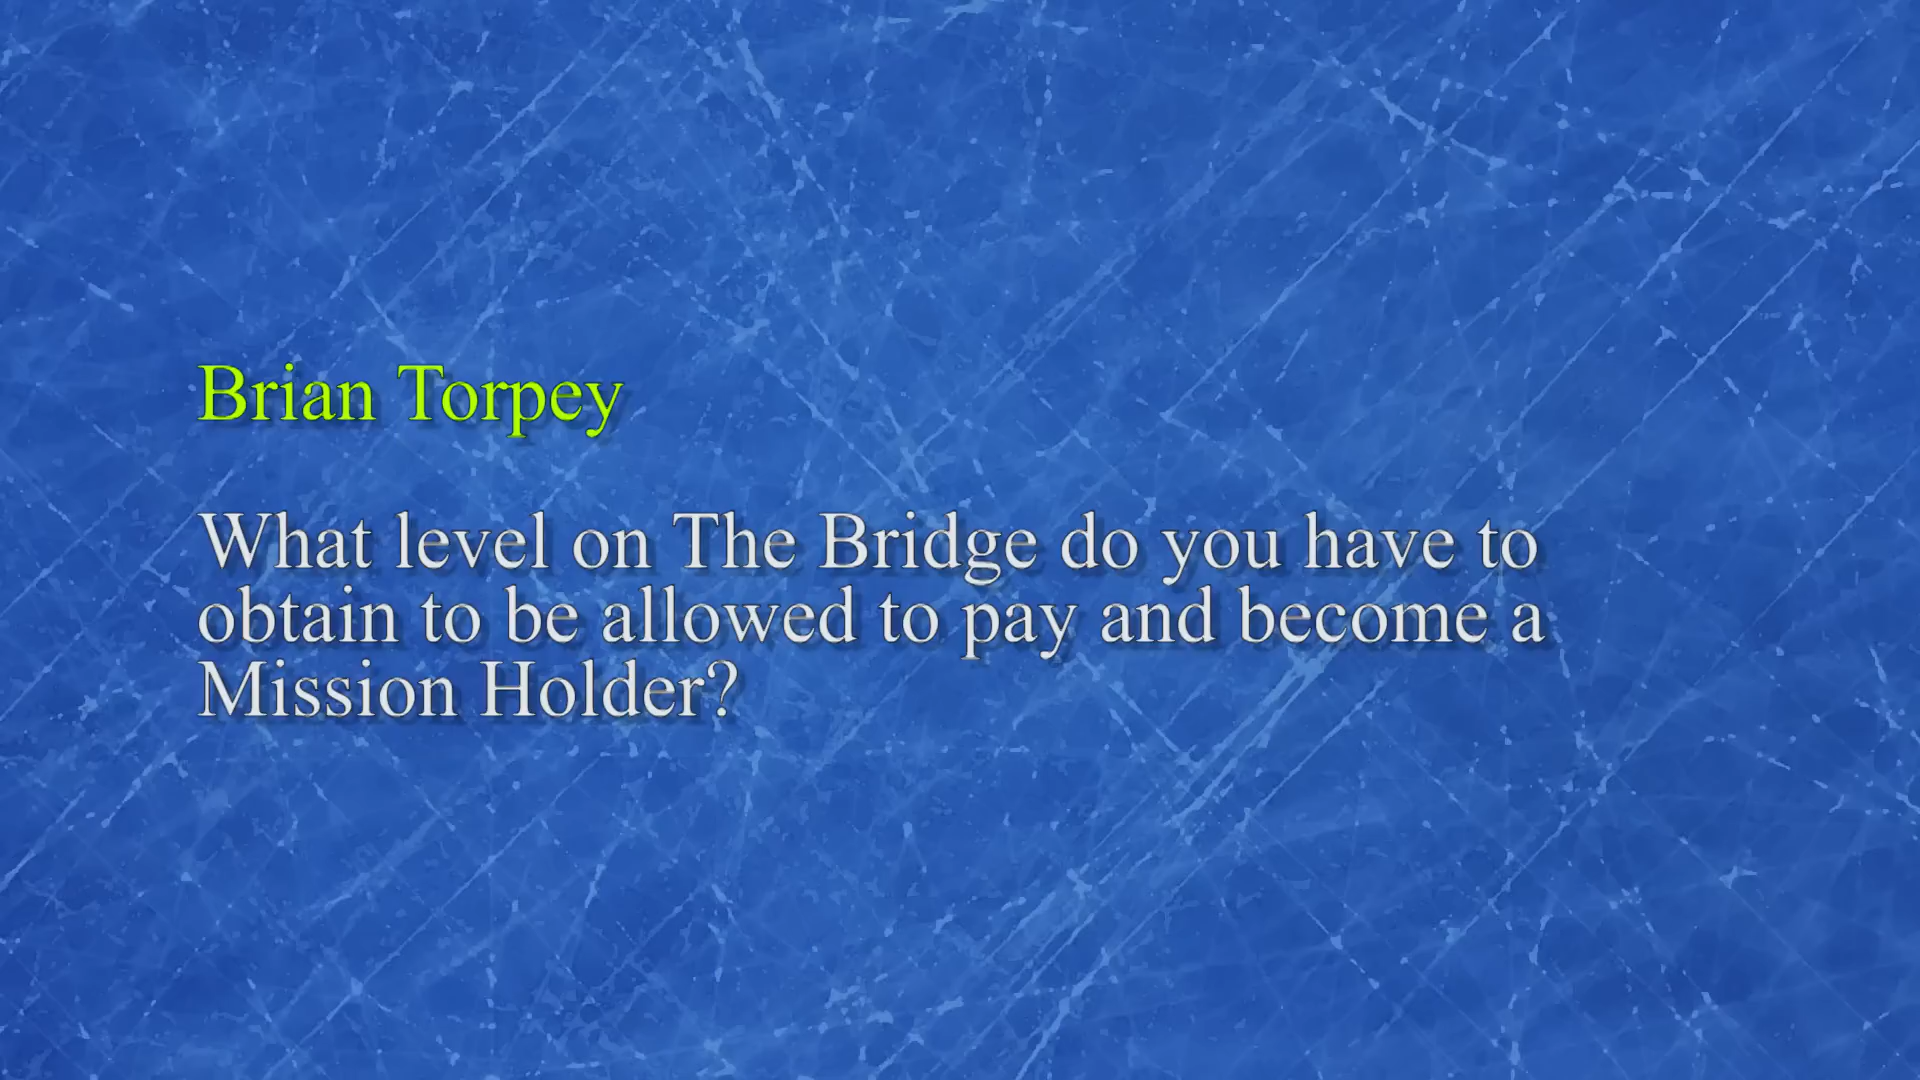 Brian Torpey
What level on The Bridge do you have to
obtain to be allowed to pay and become a
Mission Holder?